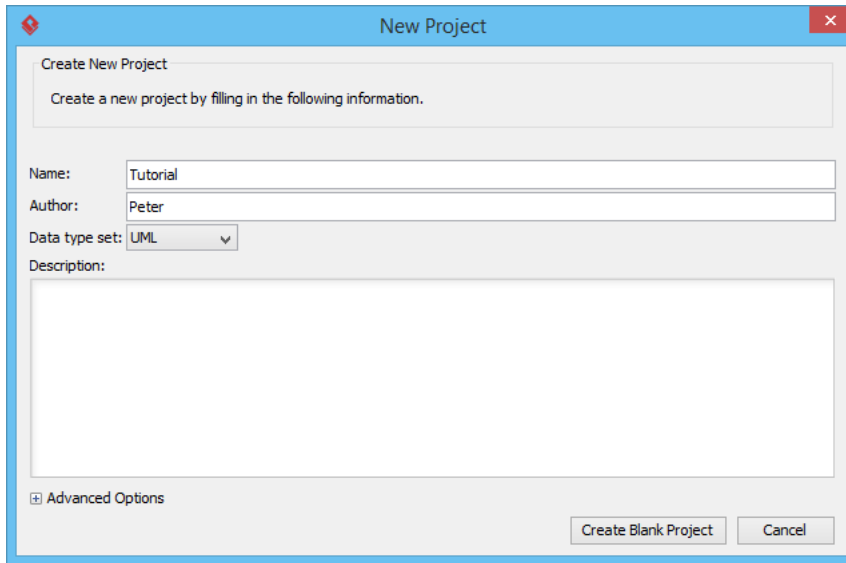 New Project
Create New Project
Create a new project by filling in the following information.
Name: Tutorial
Author: Peter
Data type set: UML
Description:
Advanced Options
Create Blank Project Cancel